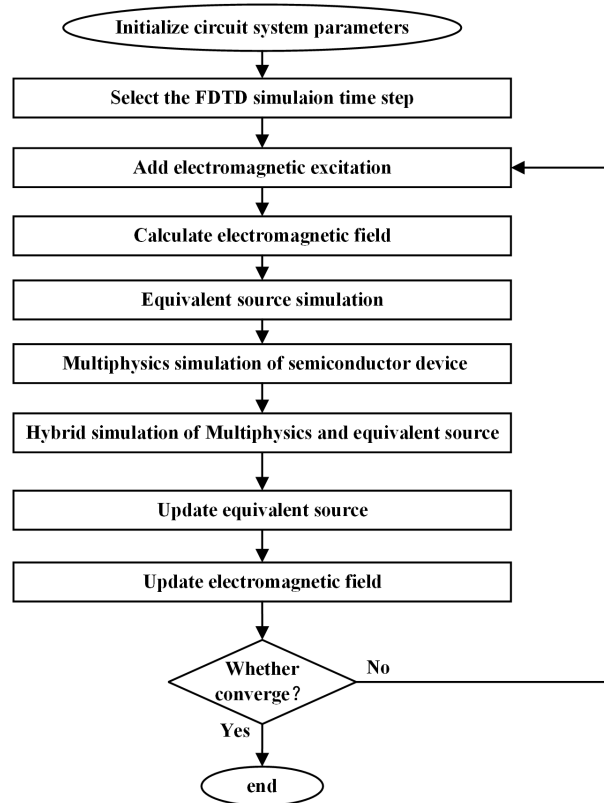 Initialize circuit system parameters
Select the FDTD simulaion time step
Add electromagnetic excitation
Calculate electromagnetic field
Equivalent source simulation
Multiphysics simulation of semiconductor device
Hybrid simulation of Multiphysics and equivalent source
Update equivalent source
Update electromagnetic field
Whether
converge?
No
Yes
end